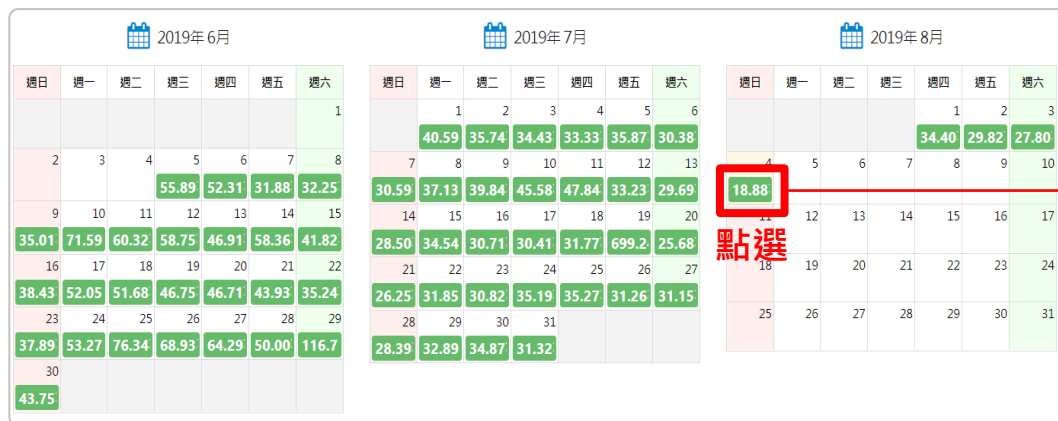 2019年 6月
週日 週一 週二 週三 週四 週五 週六
1
2 3 4 5 6 7 8
55.89 52.31 31.88 32.25
9 10 11 12 13 14 15
35.01 71.59 60.32 58.75 46.91 58.36 41.82
16 17 18 19 20 21 22
38.43 52.05 51.68 46.75 46.71 43.93 35.24
23 24 25 26 27 28 29
37.89 53.27 76.34 68.93 64.29 50.00 116.7
30
43.75
2019年 7月
週日 週一 週二 週三 週四 週五 週六
1 2 3 4 5 6
40.59 35.74 34.43 33.33 35.87 30.38
7 8 9 10 11 12 13
30.59 37.13 39.84 45.58 47.84 33.23 29.69
14 15 16 17 18 19 20
28.50 34.54 30.71 30.41 31.77 699.2 25.68
21 22 23 24 25 26 27
26.25 31.85 30.82 35.19 35.27 31.26 31.15
28 29 30 31
28.39 32.89 34.87 31.32
2019年 8月
週日 週一 週二 週三 週四 週五 週六
1 2 3
34.40 29.82 27.80
4 5 6 7 8 9 10
18.88
11 12 13 14 15 16 17
點選
18 19 20 21 22 23 24
25 26 27 28 29 30 31